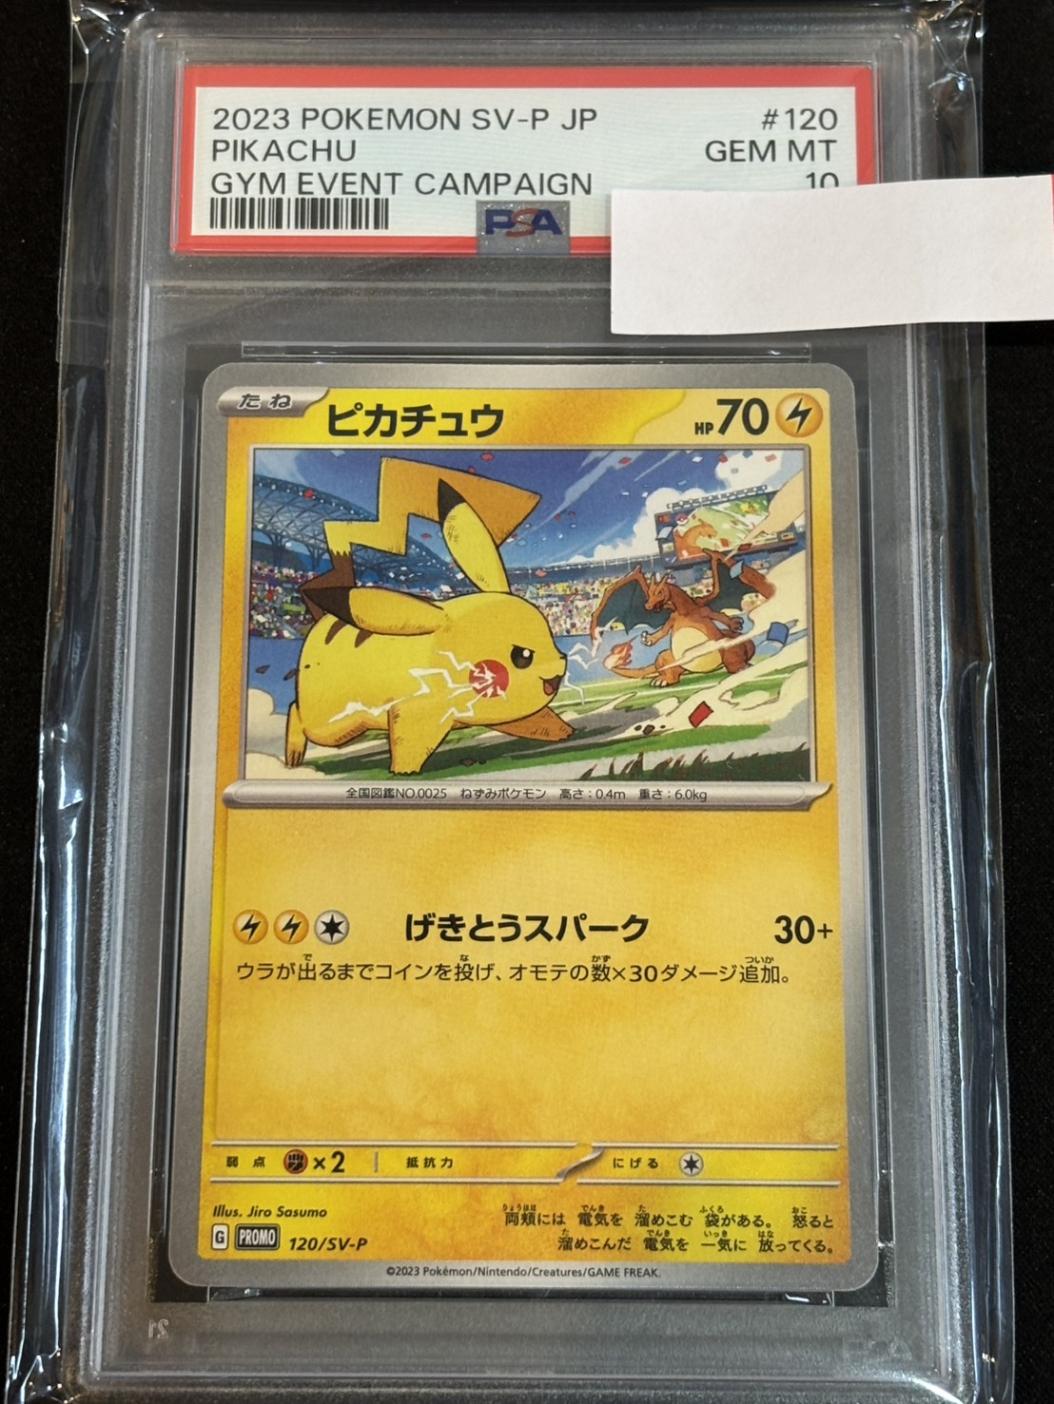 2023 POKEMON SV-P JP #120
PIKACHU GEM MT
GYM EVENT CAMPAIGN 10
PSA
たね ピカチュウ HP70
全国図鑑NO.0025 ねずみポケモン 高さ:0.4m 重さ:6.0kg
げきとうスパーク 30+
ウラが出るまでコインを投げ、オモテの数×30ダメージ追加。
弱点 ×2 抵抗力 にげる
Illus. Jiro Sasumo
G PROMO 120/SV-P
両頬には 電気を 溜めこむ 袋がある。 怒ると
溜めこんだ 電気を 一気に 放ってくる。
©2023 Pokémon/Nintendo/Creatures/GAME FREAK.